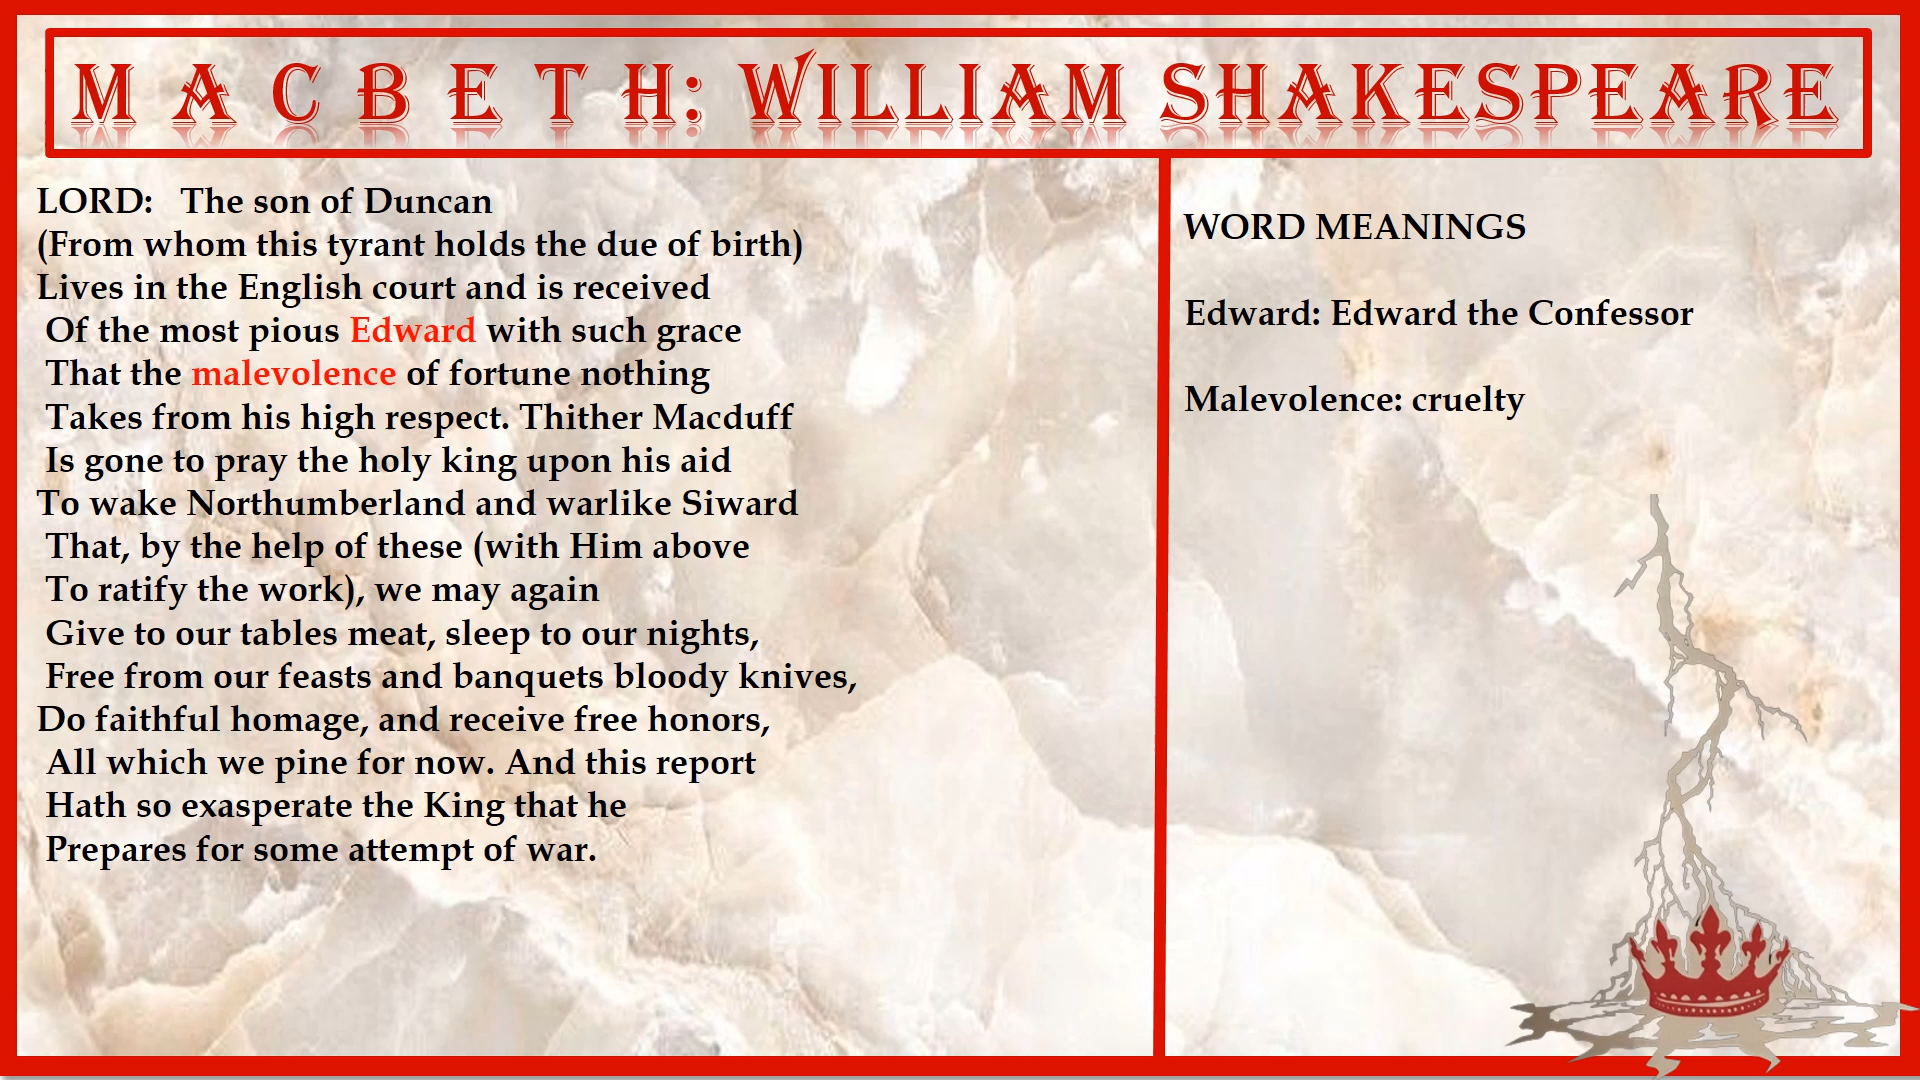 M A C B E T H: WILLIAM SHAKESPEARE
LORD: The son of Duncan
(From whom this tyrant holds the due of birth)
Lives in the English court and is received
Of the most pious Edward with such grace
That the malevolence of fortune nothing
Takes from his high respect. Thither Macduff
Is gone to pray the holy king upon his aid
To wake Northumberland and warlike Siward
That, by the help of these (with Him above
To ratify the work), we may again
Give to our tables meat, sleep to our nights,
Free from our feasts and banquets bloody knives,
Do faithful homage, and receive free honors,
All which we pine for now. And this report
Hath so exasperate the King that he
Prepares for some attempt of war.
WORD MEANINGS
Edward: Edward the Confessor
Malevolence: cruelty